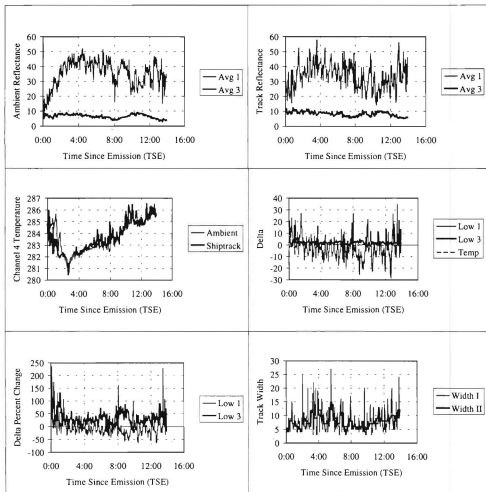 Ambient Reflectance
60
50
40
30
20
10
0
0:00 4:00 8:00 12:00 16:00
Time Since Emission (TSE)
Avg 1
Avg 3
Track Reflectance
60
50
40
30
20
10
0
0:00 4:00 8:00 12:00 16:00
Time Since Emission (TSE)
Avg 1
Avg 3
Channel 4 Temperature
287
286
285
284
283
282
281
280
0:00 4:00 8:00 12:00 16:00
Time Since Emission (TSE)
Ambient
Shiptrack
Delta
40
30
20
10
0
-10
-20
-30
0:00 4:00 8:00 12:00 16:00
Time Since Emission (TSE)
Low 1
Low 3
Temp
Delta Percent Change
250
200
150
100
50
0
-50
-100
0:00 4:00 8:00 12:00 16:00
Time Since Emission (TSE)
Low 1
Low 3
Track Width
30
25
20
15
10
5
0
0:00 4:00 8:00 12:00 16:00
Time Since Emission (TSE)
Width I
Width II